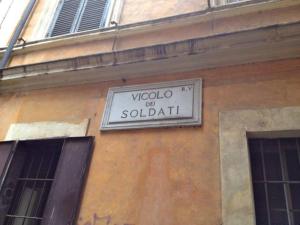 R. V
VICOLO
DEI
SOLDATI